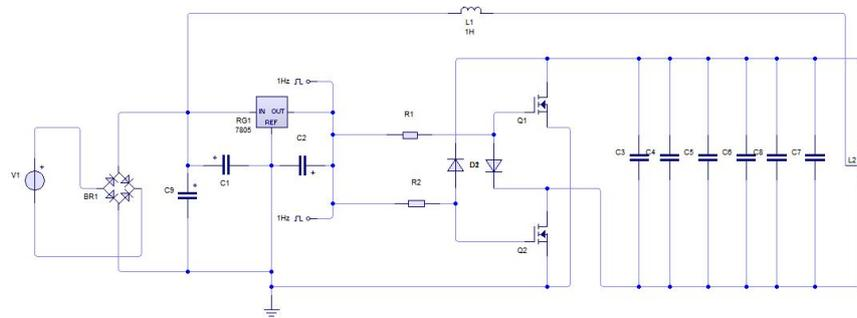 L1
1H
1Hz
RG1
7805
IN OUT
REF
C2
R1
Q1
V1
BR1
C9
C1
D2
R2
C3
C4
C5
C6
C8
C7
L2
1Hz
Q2